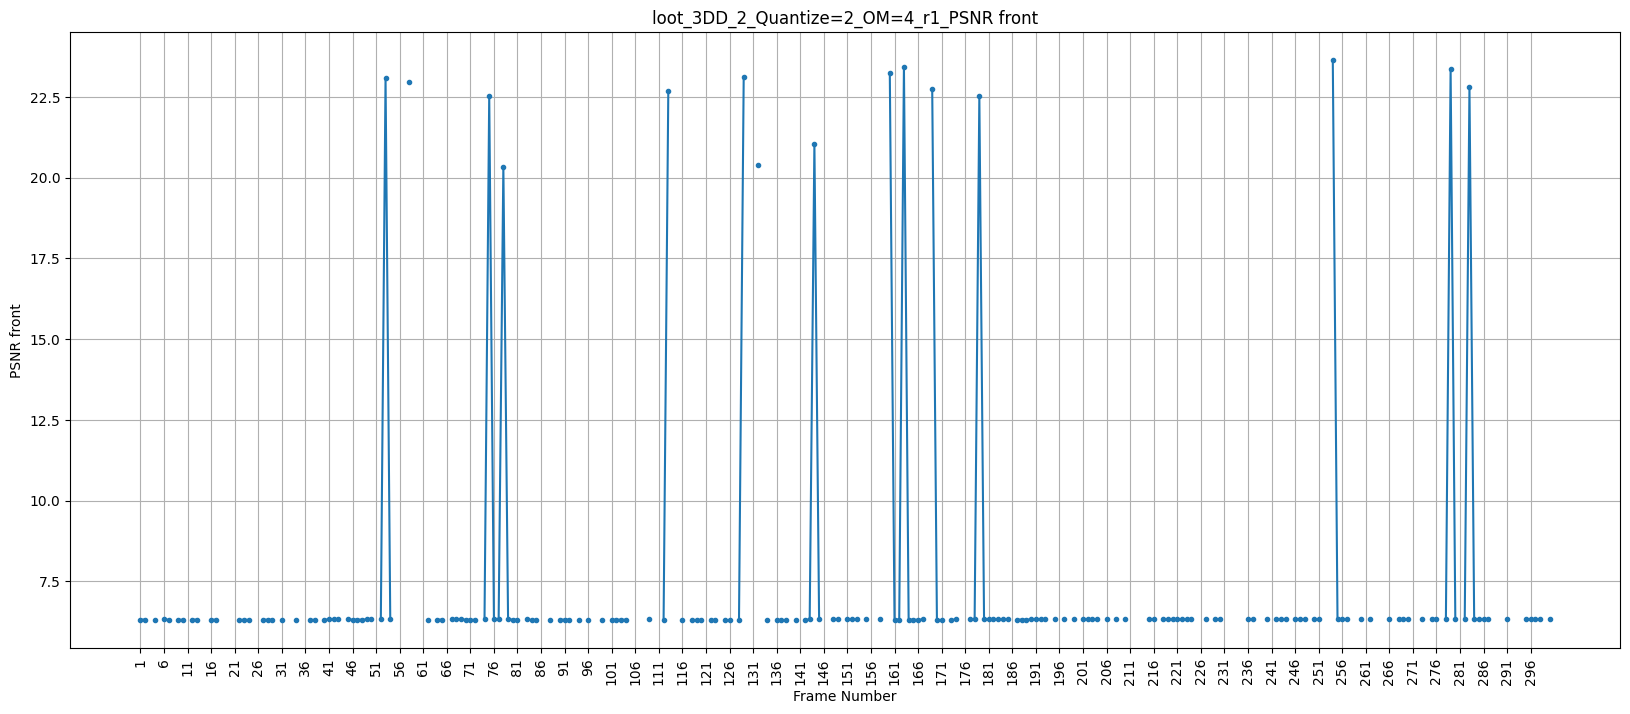 loot_3DD_2_Quantize=2_OM=4_r1_PSNR front
PSNR front
22.5
20.0
17.5
15.0
12.5
10.0
7.5
1 6 11 16 21 26 31 36 41 46 51 56 61 66 71 76 81 86 91 96 101 106 111 116 121 126 131 136 141 146 151 156 161 166 171 176 181 186 191 196 201 206 211 216 221 226 231 236 241 246 251 256 261 266 271 276 281 286 291 296
Frame Number